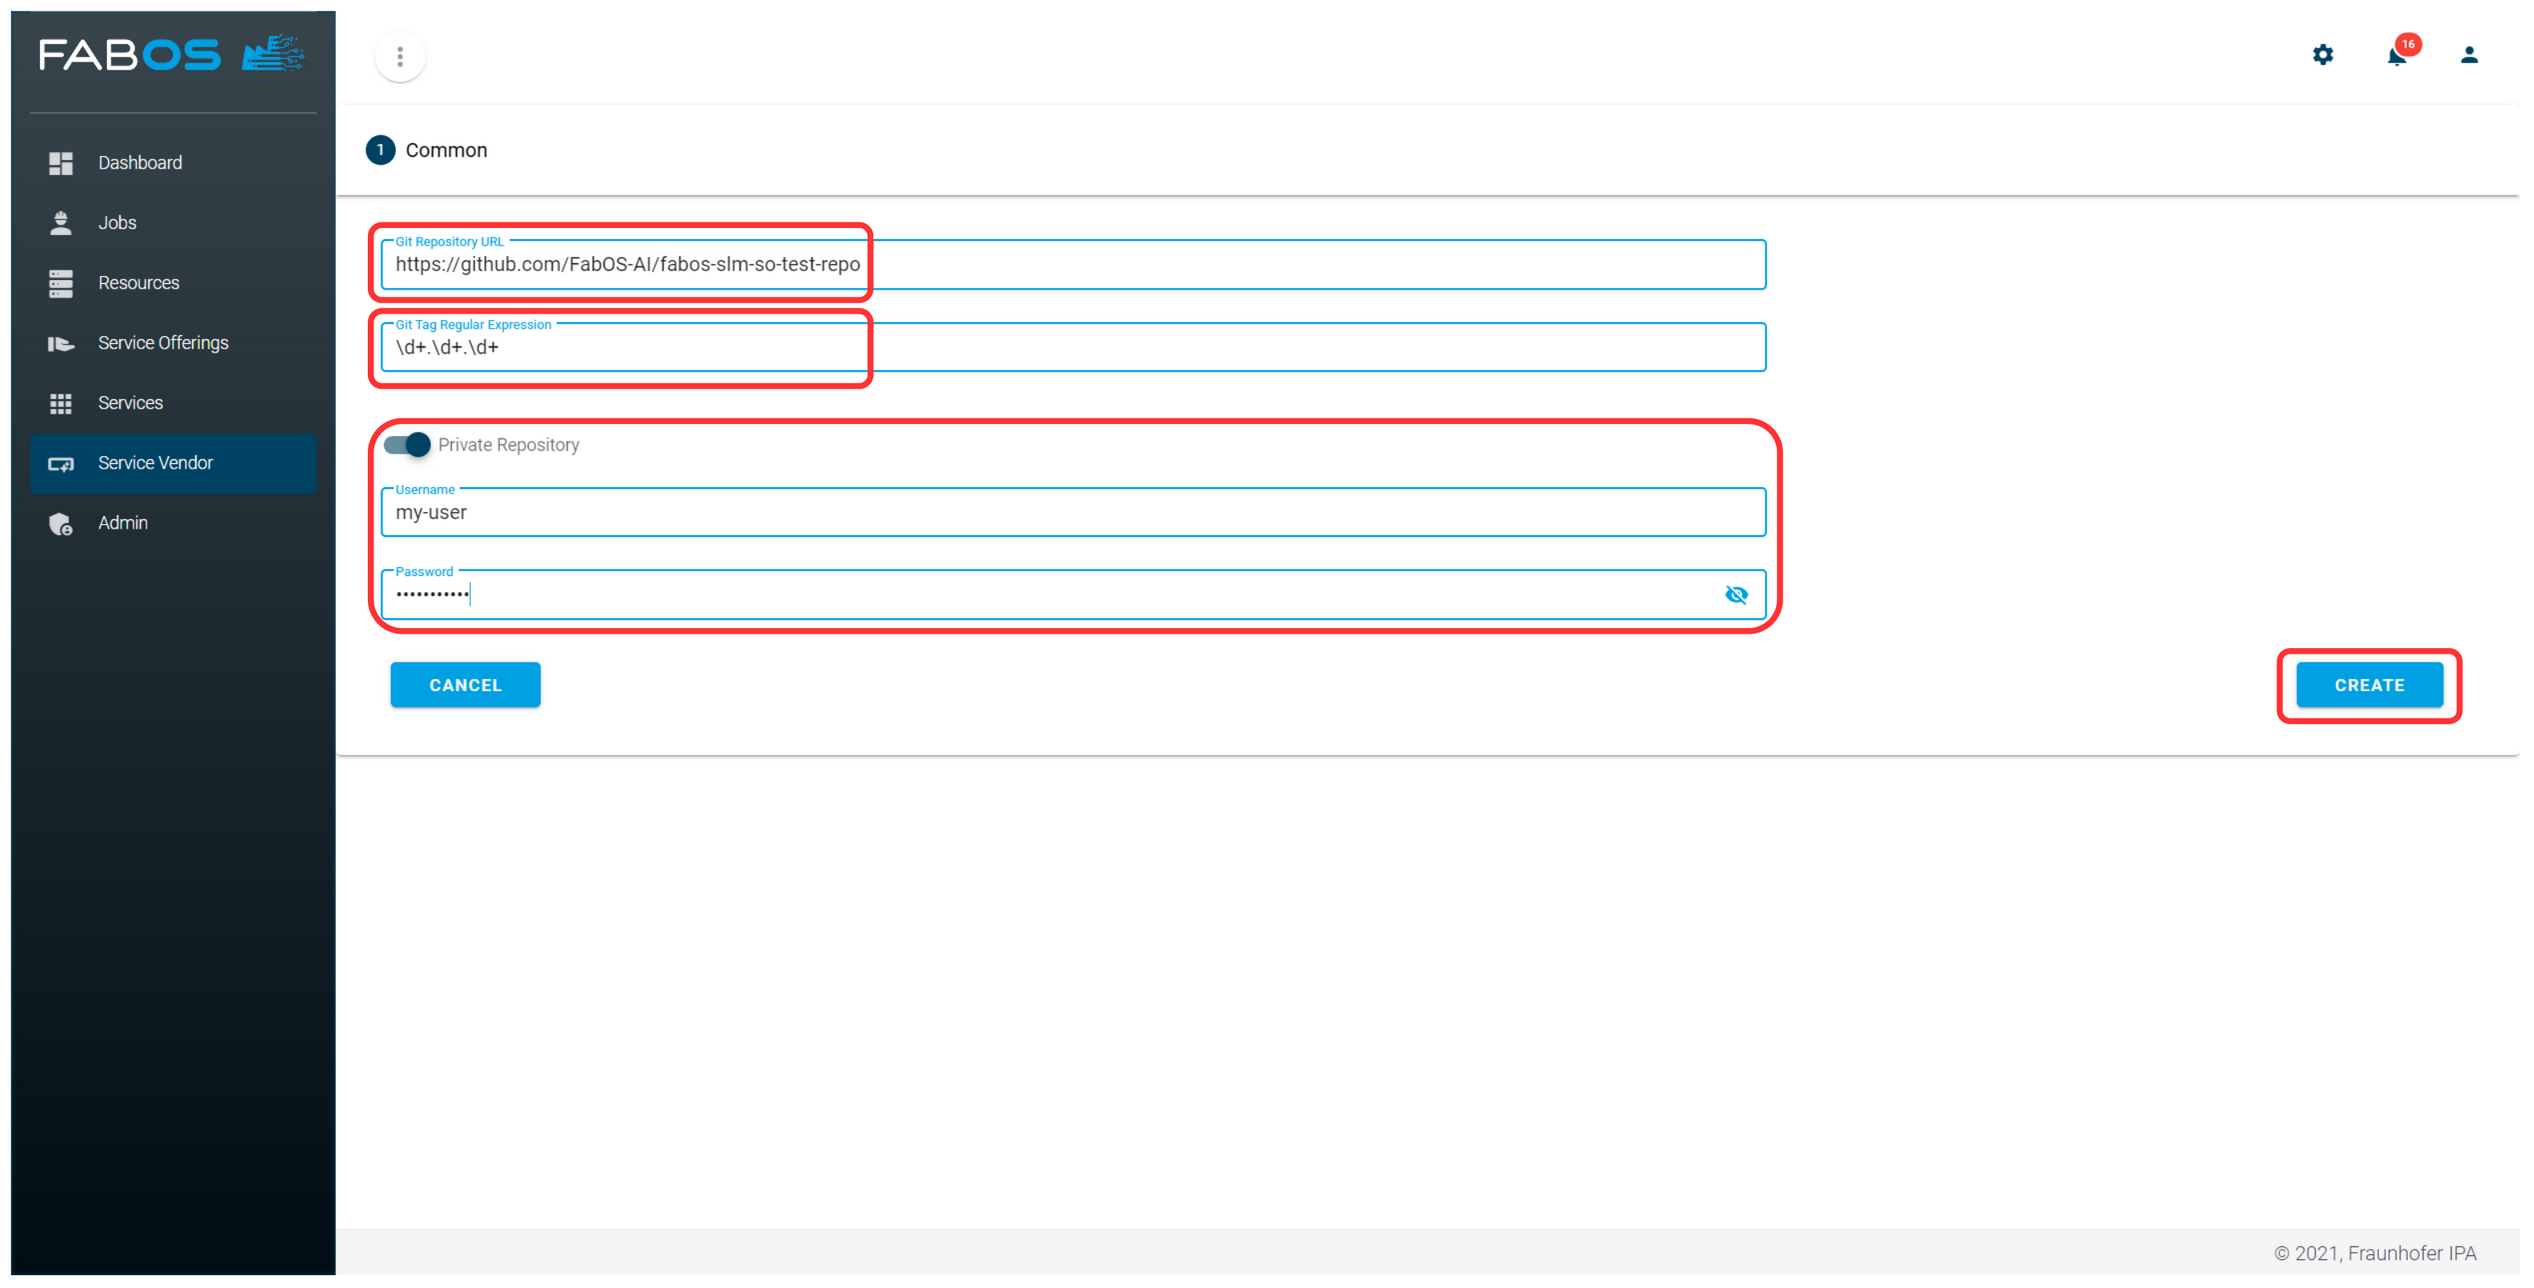 FABOS
16
Dashboard
Jobs
Resources
Service Offerings
Services
Service Vendor
Admin
1 Common
Git Repository URL
https://github.com/FabOS-AI/fabos-slm-so-test-repo
Git Tag Regular Expression
\d+.\d+.\d+
Private Repository
Username
my-user
Password
•••••••••••
CANCEL
CREATE
© 2021, Fraunhofer IPA